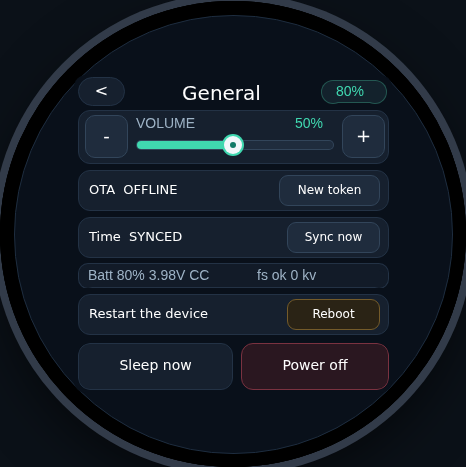 < General 80%
VOLUME 50%
- +
OTA OFFLINE New token
Time SYNCED Sync now
Batt 80% 3.98V CC fs ok 0 kv
Restart the device Reboot
Sleep now Power off